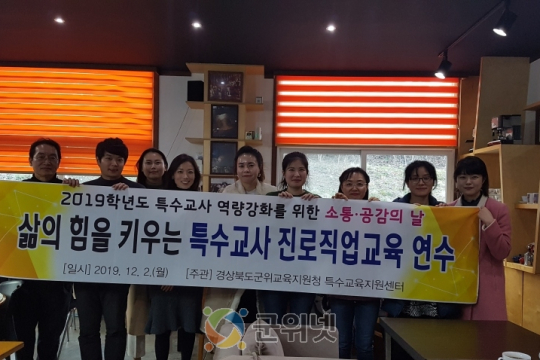 2019학년도 특수교사 역량강화를 위한 소통·공감의 날
삶의 힘을 키우는 특수교사 진로직업교육 연수
[일시] 2019. 12. 2.(월) [주관] 경상북도군위교육지원청 특수교육지원센터
군위넷